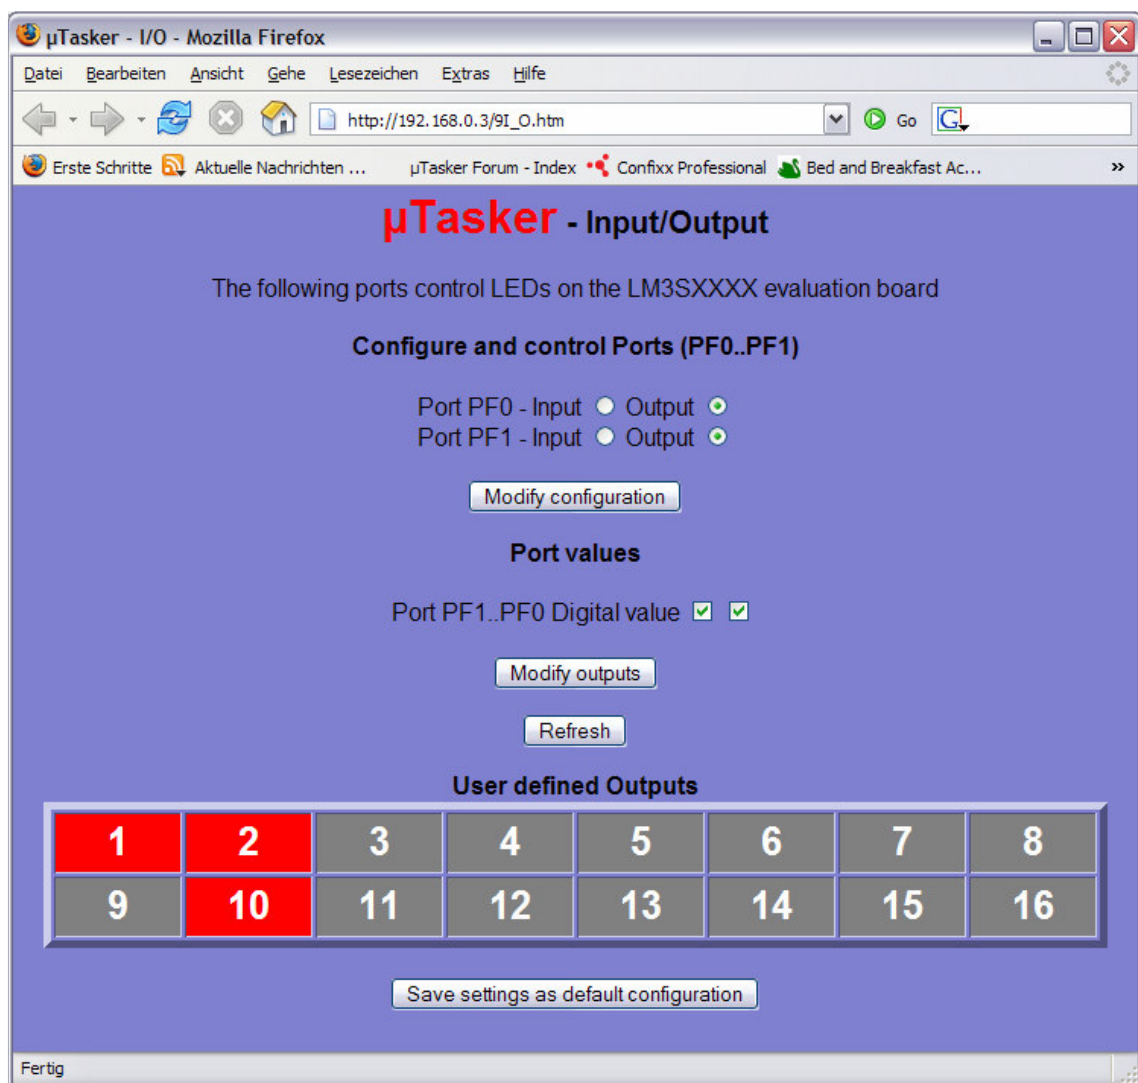 µTasker - I/O - Mozilla Firefox
Datei Bearbeiten Ansicht Gehe Lesezeichen Extras Hilfe
http://192.168.0.3/9I_O.htm Go G
Erste Schritte Aktuelle Nachrichten ... µTasker Forum - Index Confixx Professional Bed and Breakfast Ac... »
µTasker - Input/Output
The following ports control LEDs on the LM3SXXXX evaluation board
Configure and control Ports (PF0..PF1)
Port PF0 - Input Output
Port PF1 - Input Output
Modify configuration
Port values
Port PF1..PF0 Digital value
Modify outputs
Refresh
User defined Outputs
1 2 3 4 5 6 7 8
9 10 11 12 13 14 15 16
Save settings as default configuration
Fertig